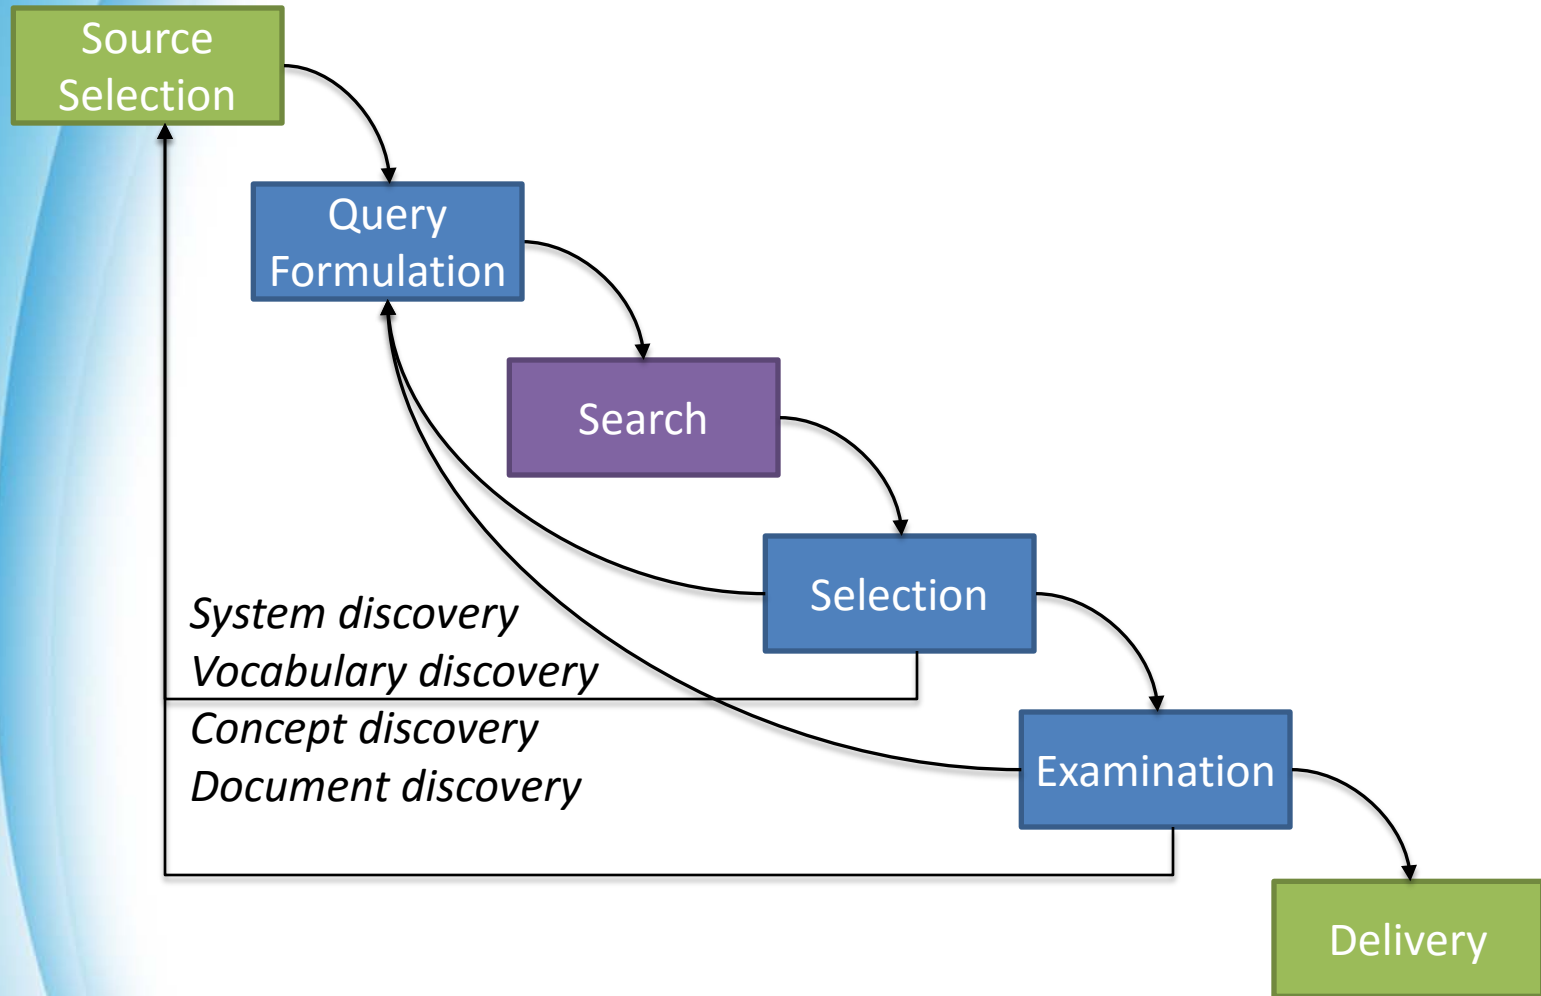 Source
Selection
Query
Formulation
Search
Selection
System discovery
Vocabulary discovery
Concept discovery
Document discovery
Examination
Delivery